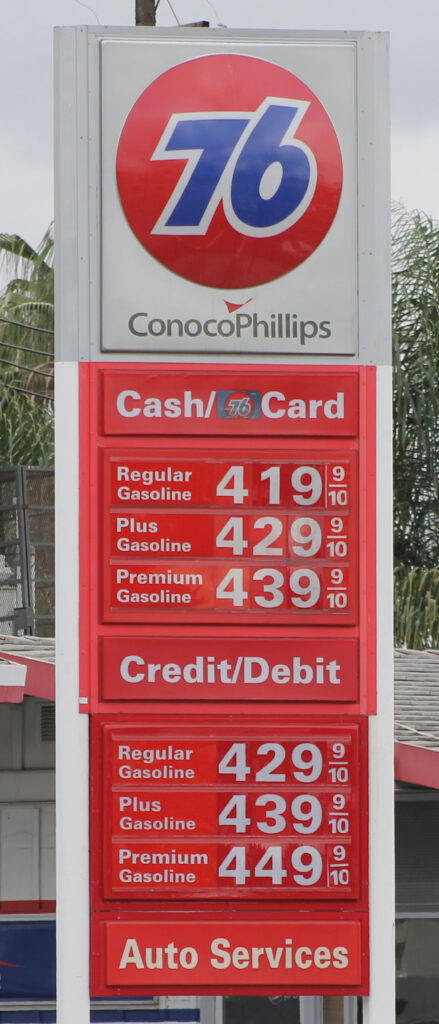 76
ConocoPhillips
Cash/76 Card
Regular
Gasoline 419 9/10
Plus
Gasoline 429 9/10
Premium
Gasoline 439 9/10
Credit/Debit
Regular
Gasoline 429 9/10
Plus
Gasoline 439 9/10
Premium
Gasoline 449 9/10
Auto Services